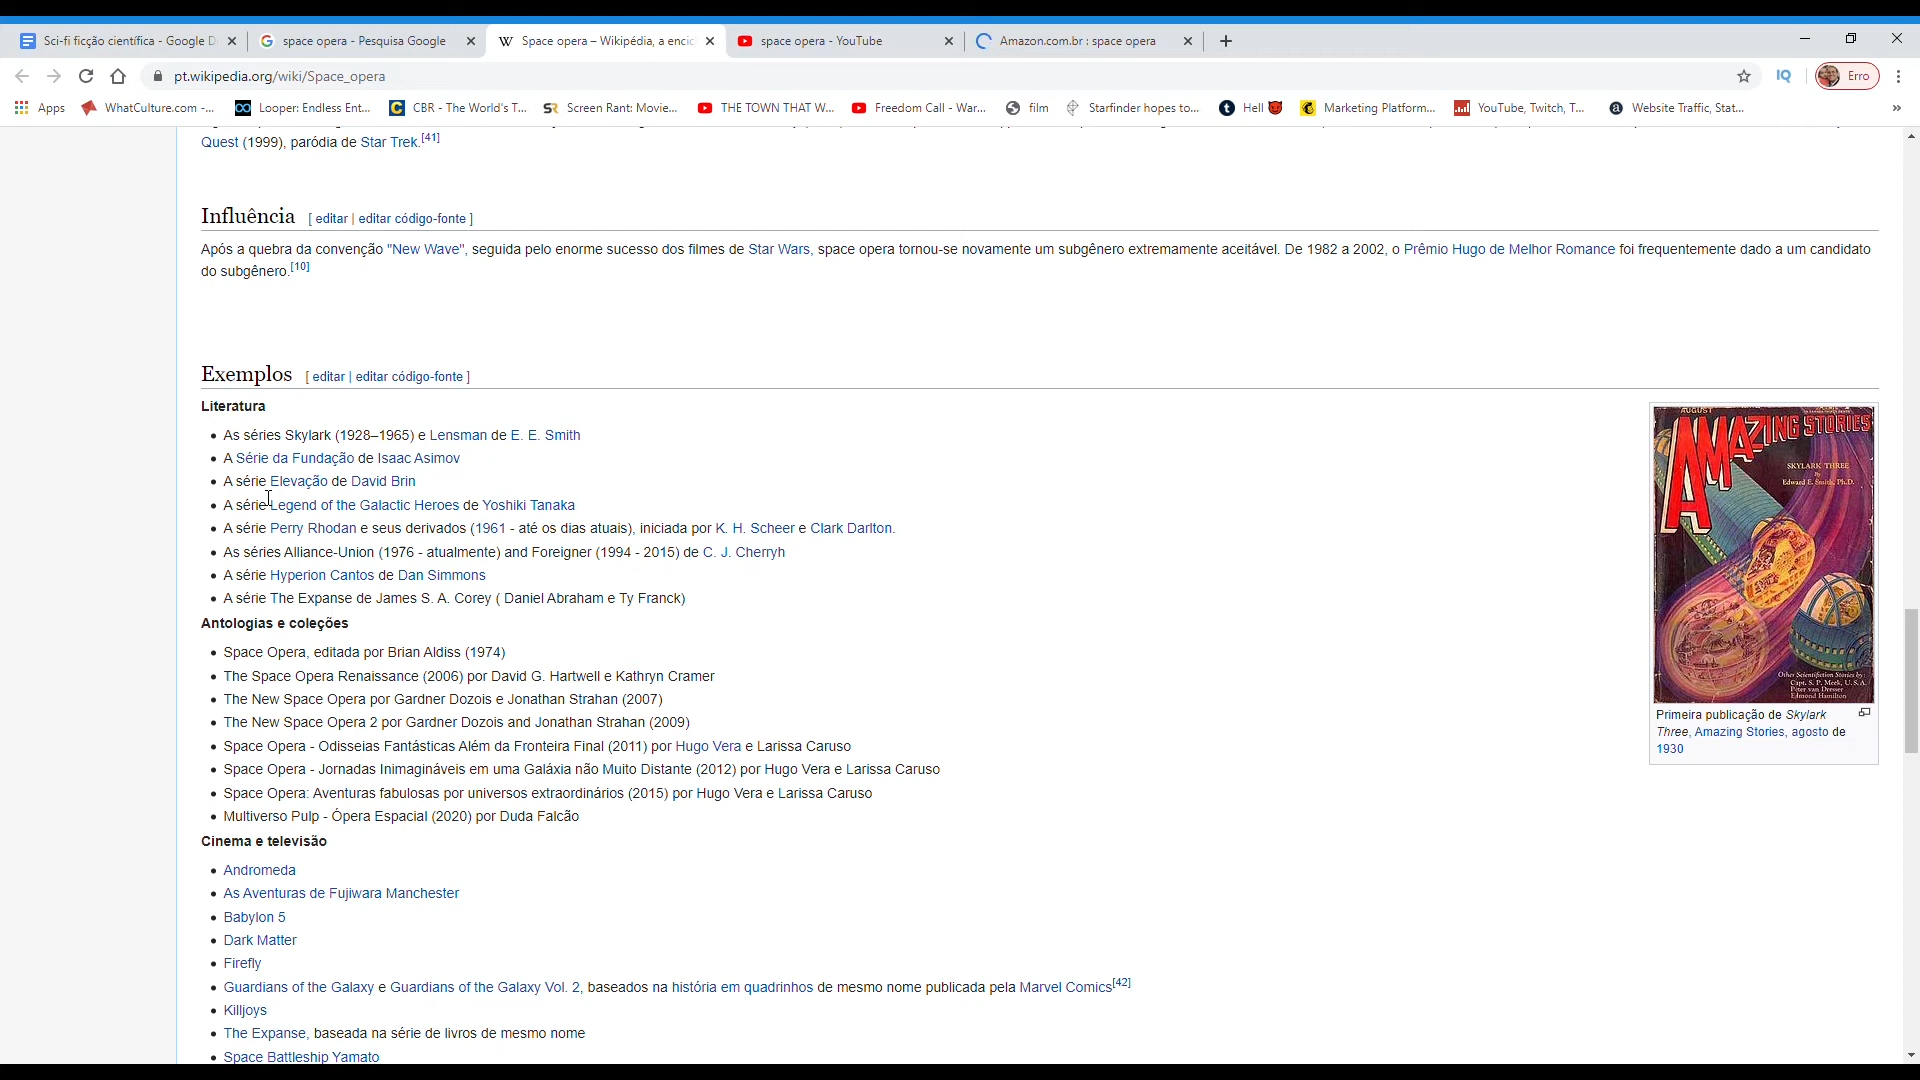 Sci-fi ficção científica - Google D
space opera - Pesquisa Google
Space opera – Wikipédia, a encic
space opera - YouTube
Amazon.com.br : space opera
pt.wikipedia.org/wiki/Space_opera
IQ
Erro
Apps
WhatCulture.com -...
Looper: Endless Ent...
CBR - The World's T...
Screen Rant: Movie...
THE TOWN THAT W...
Freedom Call - War...
film
Starfinder hopes to...
Hell
Marketing Platform...
YouTube, Twitch, T...
Website Traffic, Stat...
Quest (1999), paródia de Star Trek.[41]
Influência [ editar | editar código-fonte ]
Após a quebra da convenção "New Wave", seguida pelo enorme sucesso dos filmes de Star Wars, space opera tornou-se novamente um subgênero extremamente aceitável. De 1982 a 2002, o Prêmio Hugo de Melhor Romance foi frequentemente dado a um candidato
do subgênero.[10]
Exemplos [ editar | editar código-fonte ]
Literatura
• As séries Skylark (1928–1965) e Lensman de E. E. Smith
• A Série da Fundação de Isaac Asimov
• A série Elevação de David Brin
• A série Legend of the Galactic Heroes de Yoshiki Tanaka
• A série Perry Rhodan e seus derivados (1961 - até os dias atuais), iniciada por K. H. Scheer e Clark Darlton.
• As séries Alliance-Union (1976 - atualmente) and Foreigner (1994 - 2015) de C. J. Cherryh
• A série Hyperion Cantos de Dan Simmons
• A série The Expanse de James S. A. Corey ( Daniel Abraham e Ty Franck)
Antologias e coleções
• Space Opera, editada por Brian Aldiss (1974)
• The Space Opera Renaissance (2006) por David G. Hartwell e Kathryn Cramer
• The New Space Opera por Gardner Dozois e Jonathan Strahan (2007)
• The New Space Opera 2 por Gardner Dozois and Jonathan Strahan (2009)
• Space Opera - Odisseias Fantásticas Além da Fronteira Final (2011) por Hugo Vera e Larissa Caruso
• Space Opera - Jornadas Inimagináveis em uma Galáxia não Muito Distante (2012) por Hugo Vera e Larissa Caruso
• Space Opera: Aventuras fabulosas por universos extraordinários (2015) por Hugo Vera e Larissa Caruso
• Multiverso Pulp - Ópera Espacial (2020) por Duda Falcão
Cinema e televisão
• Andromeda
• As Aventuras de Fujiwara Manchester
• Babylon 5
• Dark Matter
• Firefly
• Guardians of the Galaxy e Guardians of the Galaxy Vol. 2, baseados na história em quadrinhos de mesmo nome publicada pela Marvel Comics[42]
• Killjoys
• The Expanse, baseada na série de livros de mesmo nome
• Space Battleship Yamato
AUGUST
AMAZING STORIES
SKYLARK THREE
By
Edward E. Smith, Ph.D.
Other Scientifiction Stories by:
Capt. S. P. Meek, U. S. A.
Peter van Dresser
Edmond Hamilton
Primeira publicação de Skylark
Three, Amazing Stories, agosto de
1930